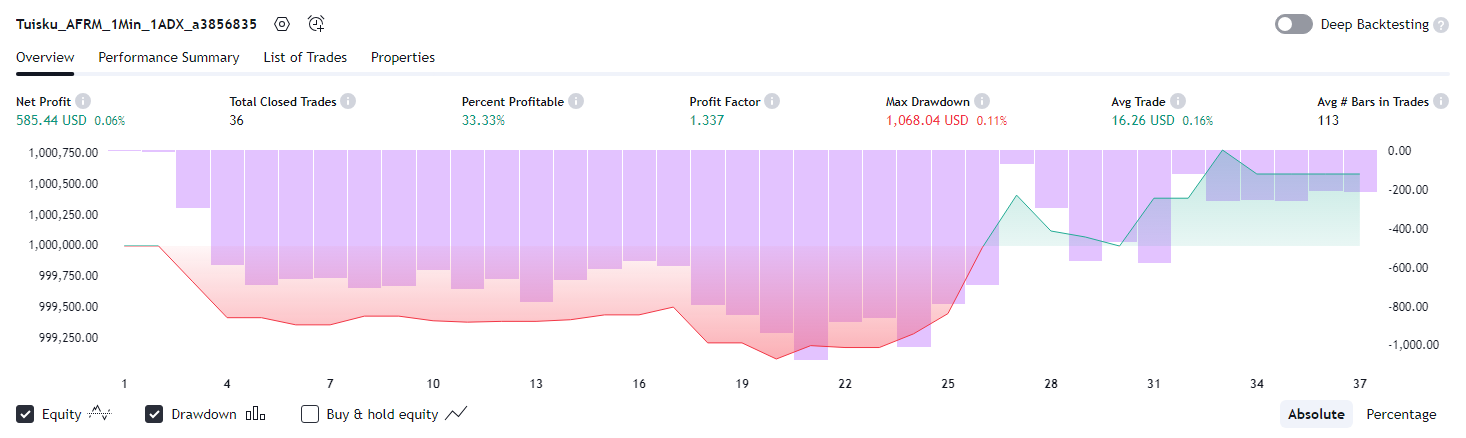 Tuisku_AFRM_1Min_1ADX_a3856835 Deep Backtesting ?
Overview Performance Summary List of Trades Properties
Net Profit i Total Closed Trades i Percent Profitable i Profit Factor i Max Drawdown i Avg Trade i Avg # Bars in Trades i
585.44 USD 0.06% 36 33.33% 1.337 1,068.04 USD 0.11% 16.26 USD 0.16% 113
1,000,750.00 0.00
1,000,500.00 -200.00
1,000,250.00 -400.00
1,000,000.00 -600.00
999,750.00 -800.00
999,500.00 -1,000.00
999,250.00
1 4 7 10 13 16 19 22 25 28 31 34 37
Equity Drawdown Buy & hold equity Absolute Percentage